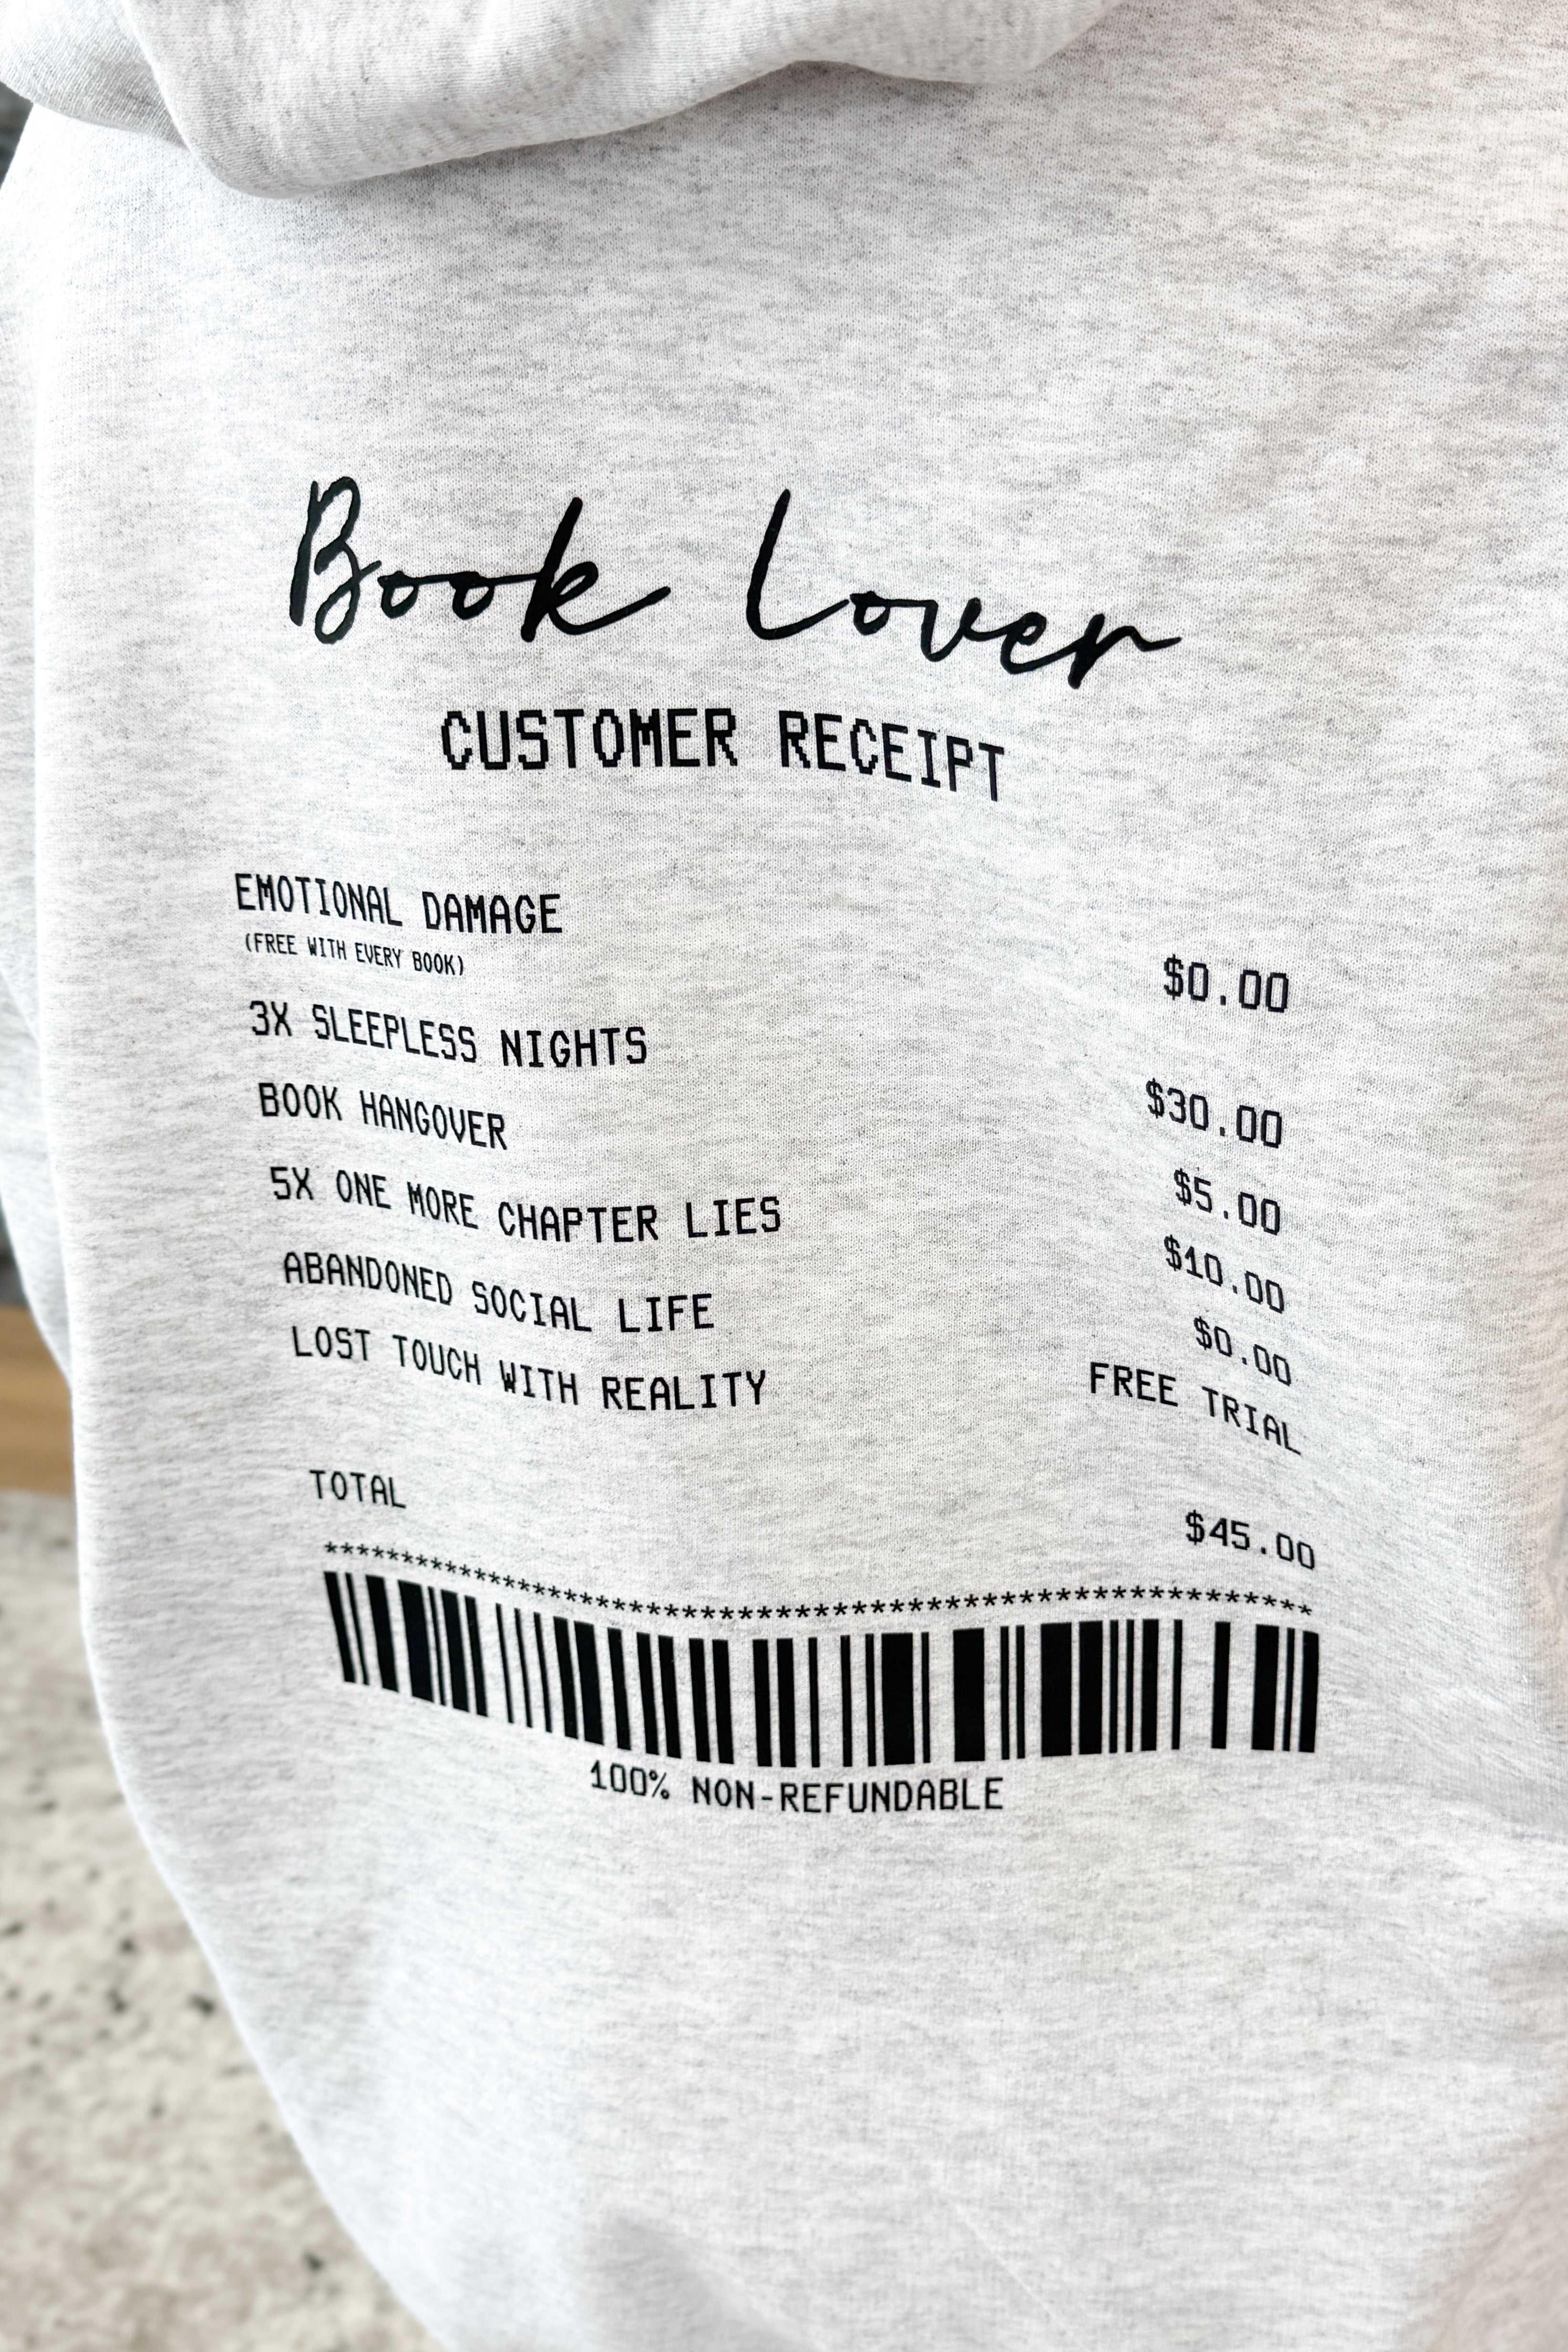 Book Lover
CUSTOMER RECEIPT
EMOTIONAL DAMAGE
(FREE WITH EVERY BOOK) $0.00
3X SLEEPLESS NIGHTS $30.00
BOOK HANGOVER $5.00
5X ONE MORE CHAPTER LIES $10.00
ABANDONED SOCIAL LIFE $0.00
LOST TOUCH WITH REALITY FREE TRIAL
TOTAL $45.00
****************************************************
100% NON-REFUNDABLE